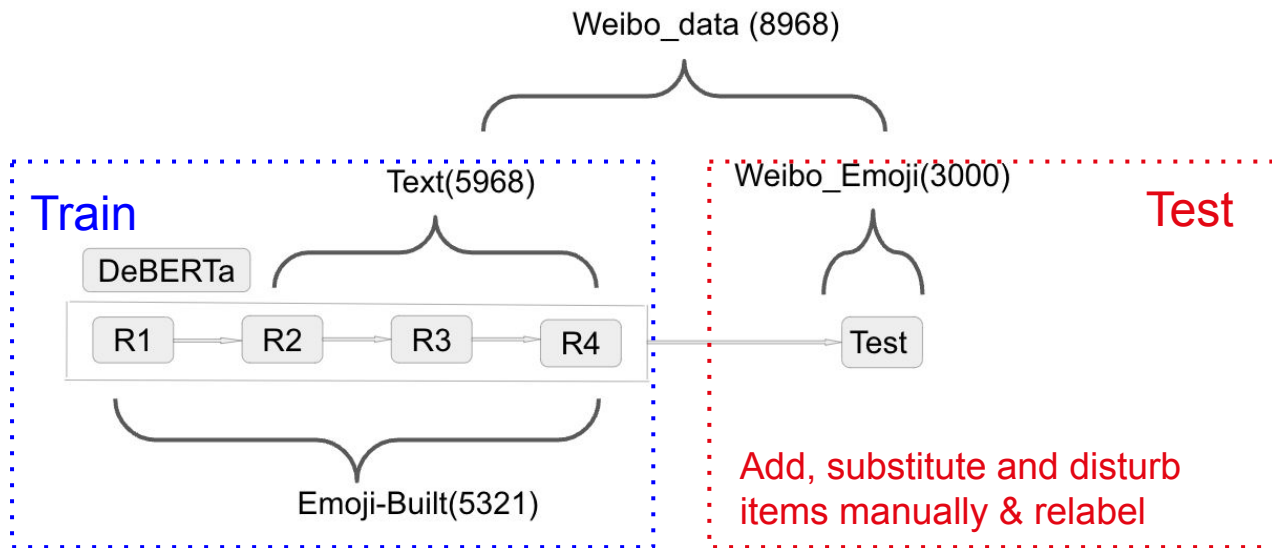 Weibo_data (8968)
Text(5968)
Weibo_Emoji(3000)
Train
Test
DeBERTa
R1
R2
R3
R4
Test
Add, substitute and disturb
items manually & relabel
Emoji-Built(5321)